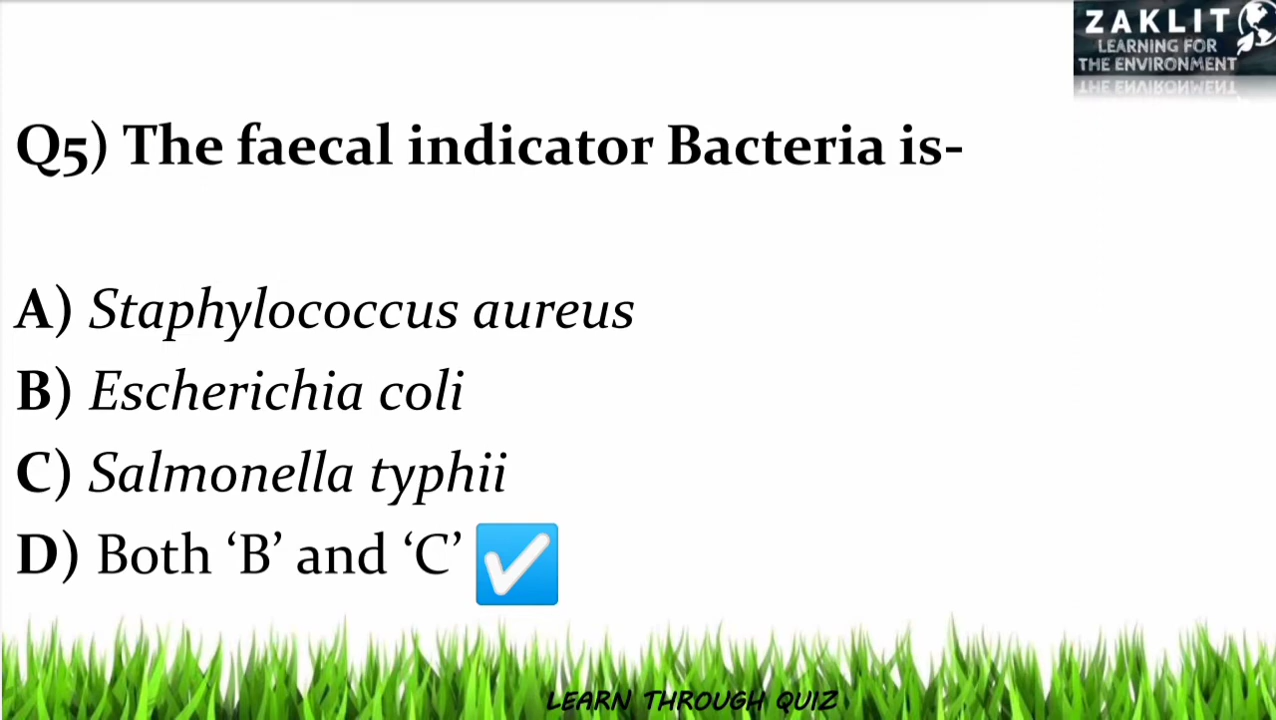 ZAKLIT
LEARNING FOR
THE ENVIRONMENT
Q5) The faecal indicator Bacteria is-
A) Staphylococcus aureus
B) Escherichia coli
C) Salmonella typhii
D) Both ‘B’ and ‘C’
LEARN THROUGH QUIZ